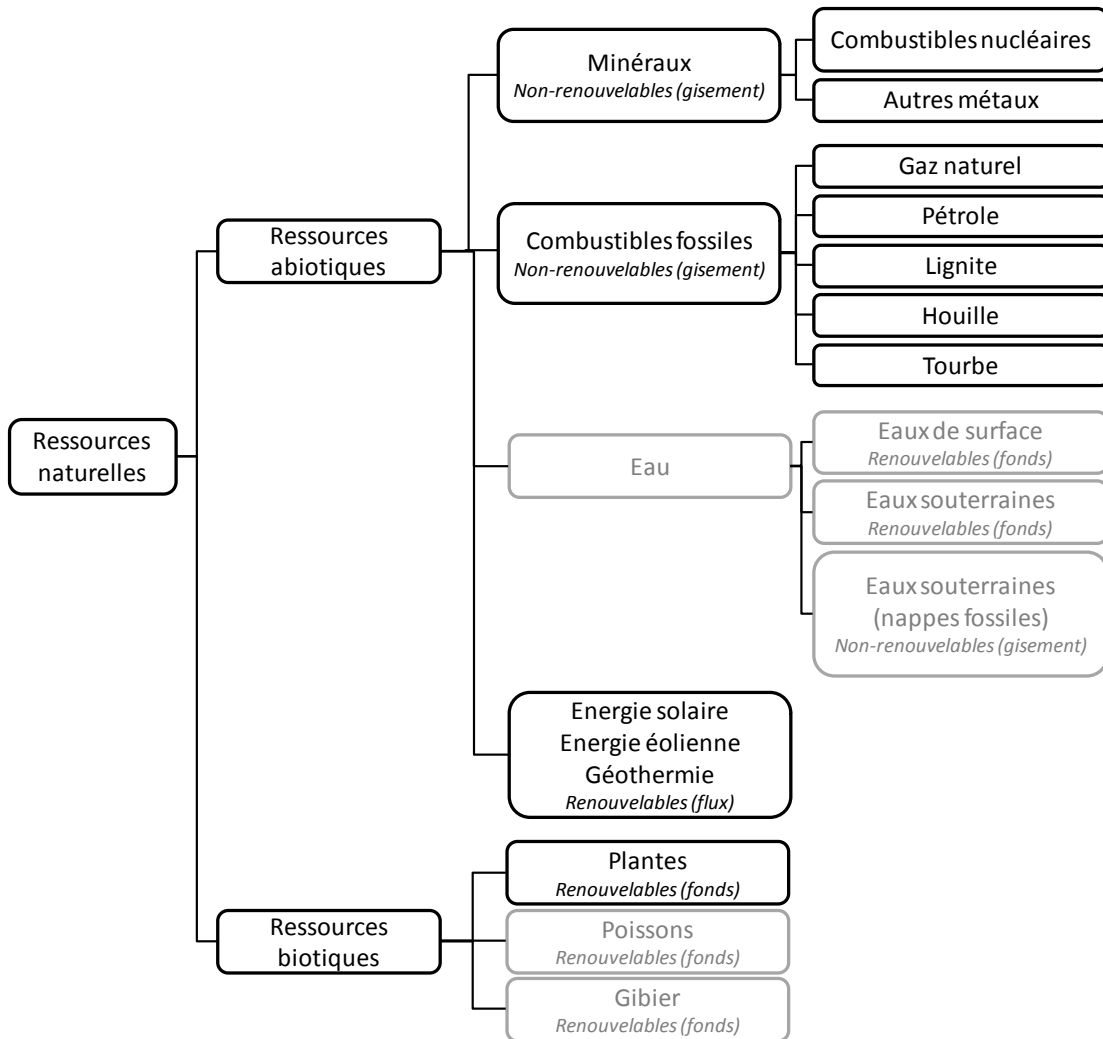 Ressources
naturelles
Ressources
abiotiques
Minéraux
Non-renouvelables (gisement)
Combustibles nucléaires
Autres métaux
Combustibles fossiles
Non-renouvelables (gisement)
Gaz naturel
Pétrole
Lignite
Houille
Tourbe
Eau
Eaux de surface
Renouvelables (fonds)
Eaux souterraines
Renouvelables (fonds)
Eaux souterraines
(nappes fossiles)
Non-renouvelables (gisement)
Energie solaire
Energie éolienne
Géothermie
Renouvelables (flux)
Ressources
biotiques
Plantes
Renouvelables (fonds)
Poissons
Renouvelables (fonds)
Gibier
Renouvelables (fonds)